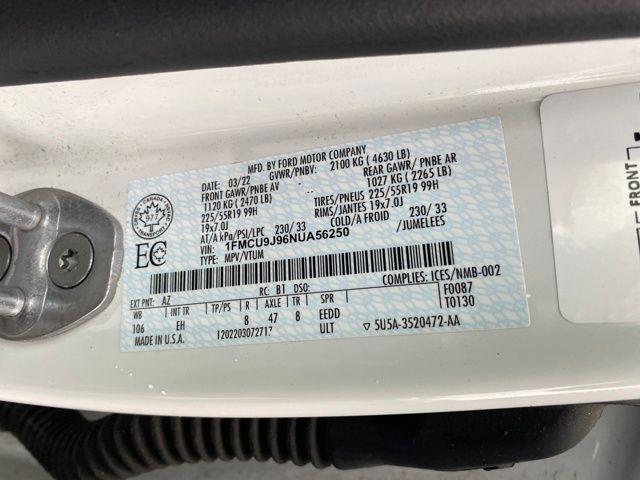 MFD. BY FORD MOTOR COMPANY
DATE: 03/22 GVWR/PNBV: 2100 KG ( 4630 LB)
FRONT GAWR/PNBE AV REAR GAWR/ PNBE AR
1120 KG ( 2470 LB) 1027 KG ( 2265 LB)
225/55R19 99H TIRES/PNEUS 225/55R19 99H
19x7.0J RIMS/JANTES 19x7.0J
AT/A kPa/PSI/LPC 230/ 33 COLD/A FROID 230/ 33
VIN: 1FMCU9J96NUA56250 /JUMELEES
TYPE: MPV/VTUM
EC
EXT PNT: AZ RC: B1 DSO: COMPLIES: ICES/NMB-002
WB INT TR TP/PS R AXLE TR SPR F0087
106 EH 8 47 8 EEDD T0130
MADE IN U.S.A. 120220307271 ULT 5U5A-3520472-AA
FRONT